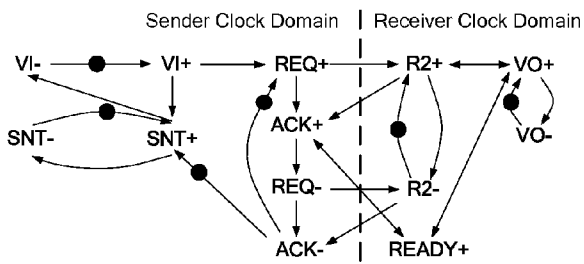 Sender Clock Domain Receiver Clock Domain
VI- VI+ REQ+ R2+ VO+
SNT- SNT+ ACK+ VO-
REQ- R2-
ACK- READY+